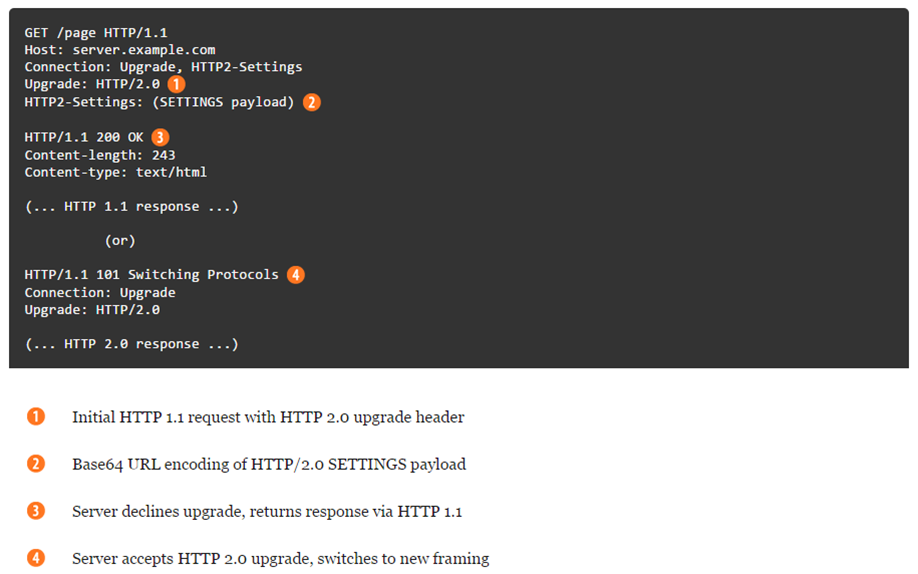 GET /page HTTP/1.1
Host: server.example.com
Connection: Upgrade, HTTP2-Settings
Upgrade: HTTP/2.0 1
HTTP2-Settings: (SETTINGS payload) 2
HTTP/1.1 200 OK 3
Content-length: 243
Content-type: text/html
(... HTTP 1.1 response ...)
(or)
HTTP/1.1 101 Switching Protocols 4
Connection: Upgrade
Upgrade: HTTP/2.0
(... HTTP 2.0 response ...)
1 Initial HTTP 1.1 request with HTTP 2.0 upgrade header
2 Base64 URL encoding of HTTP/2.0 SETTINGS payload
3 Server declines upgrade, returns response via HTTP 1.1
4 Server accepts HTTP 2.0 upgrade, switches to new framing